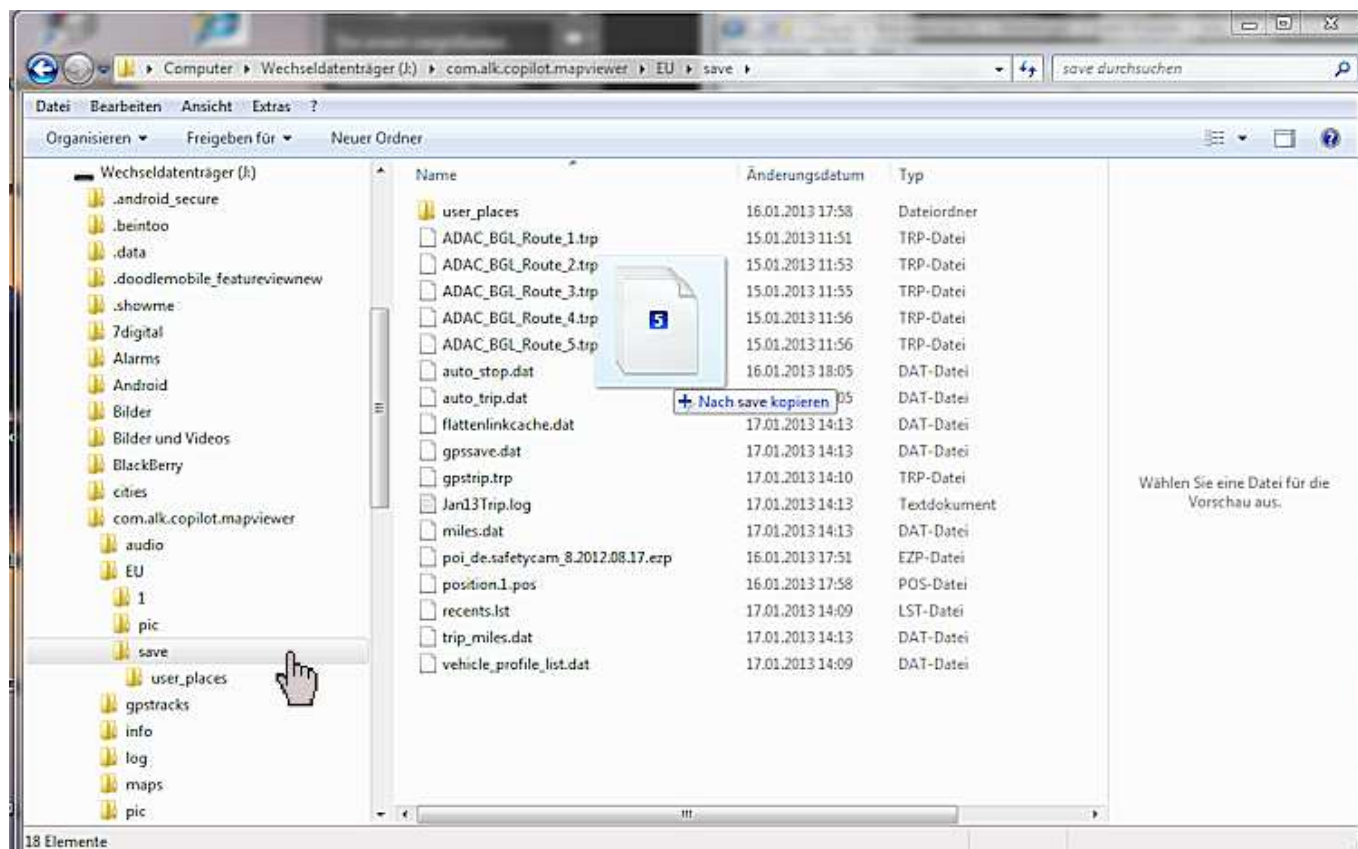 Computer ▸ Wechseldatenträger (J:) ▸ com.alk.copilot.mapviewer ▸ EU ▸ save ▸ save durchsuchen
Datei Bearbeiten Ansicht Extras ?
Organisieren Freigeben für Neuer Ordner
Wechseldatenträger (J:)
.android_secure
.beintoo
.data
.doodlemobile_featureviewnew
.showme
7digital
Alarms
Android
Bilder
Bilder und Videos
BlackBerry
cities
com.alk.copilot.mapviewer
audio
EU
1
pic
save
user_places
gpstracks
info
log
maps
pic
Name Änderungsdatum Typ
user_places 16.01.2013 17:58 Dateiordner
ADAC_BGL_Route_1.trp 15.01.2013 11:51 TRP-Datei
ADAC_BGL_Route_2.trp 15.01.2013 11:53 TRP-Datei
ADAC_BGL_Route_3.trp 15.01.2013 11:55 TRP-Datei
ADAC_BGL_Route_4.trp 15.01.2013 11:56 TRP-Datei
ADAC_BGL_Route_5.trp 15.01.2013 11:56 TRP-Datei
auto_stop.dat 16.01.2013 18:05 DAT-Datei
auto_trip.dat 05 DAT-Datei
flattenlinkcache.dat 17.01.2013 14:13 DAT-Datei
gpssave.dat 17.01.2013 14:13 DAT-Datei
gpstrip.trp 17.01.2013 14:10 TRP-Datei
Jan13Trip.log 17.01.2013 14:13 Textdokument
miles.dat 17.01.2013 14:13 DAT-Datei
poi_de.safetycam_8.2012.08.17.ezp 16.01.2013 17:51 EZP-Datei
position.1.pos 16.01.2013 17:58 POS-Datei
recents.lst 17.01.2013 14:09 LST-Datei
trip_miles.dat 17.01.2013 14:13 DAT-Datei
vehicle_profile_list.dat 17.01.2013 14:09 DAT-Datei
5
Nach save kopieren
Wählen Sie eine Datei für die
Vorschau aus.
18 Elemente